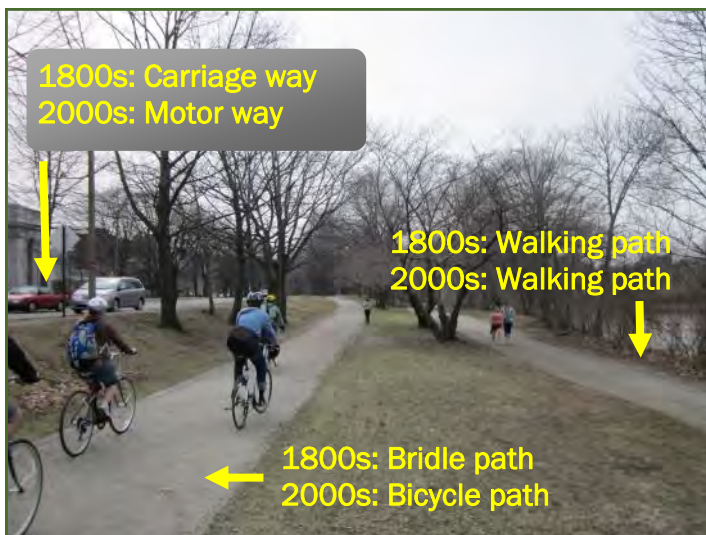 1800s: Carriage way
2000s: Motor way
1800s: Walking path
2000s: Walking path
1800s: Bridle path
2000s: Bicycle path